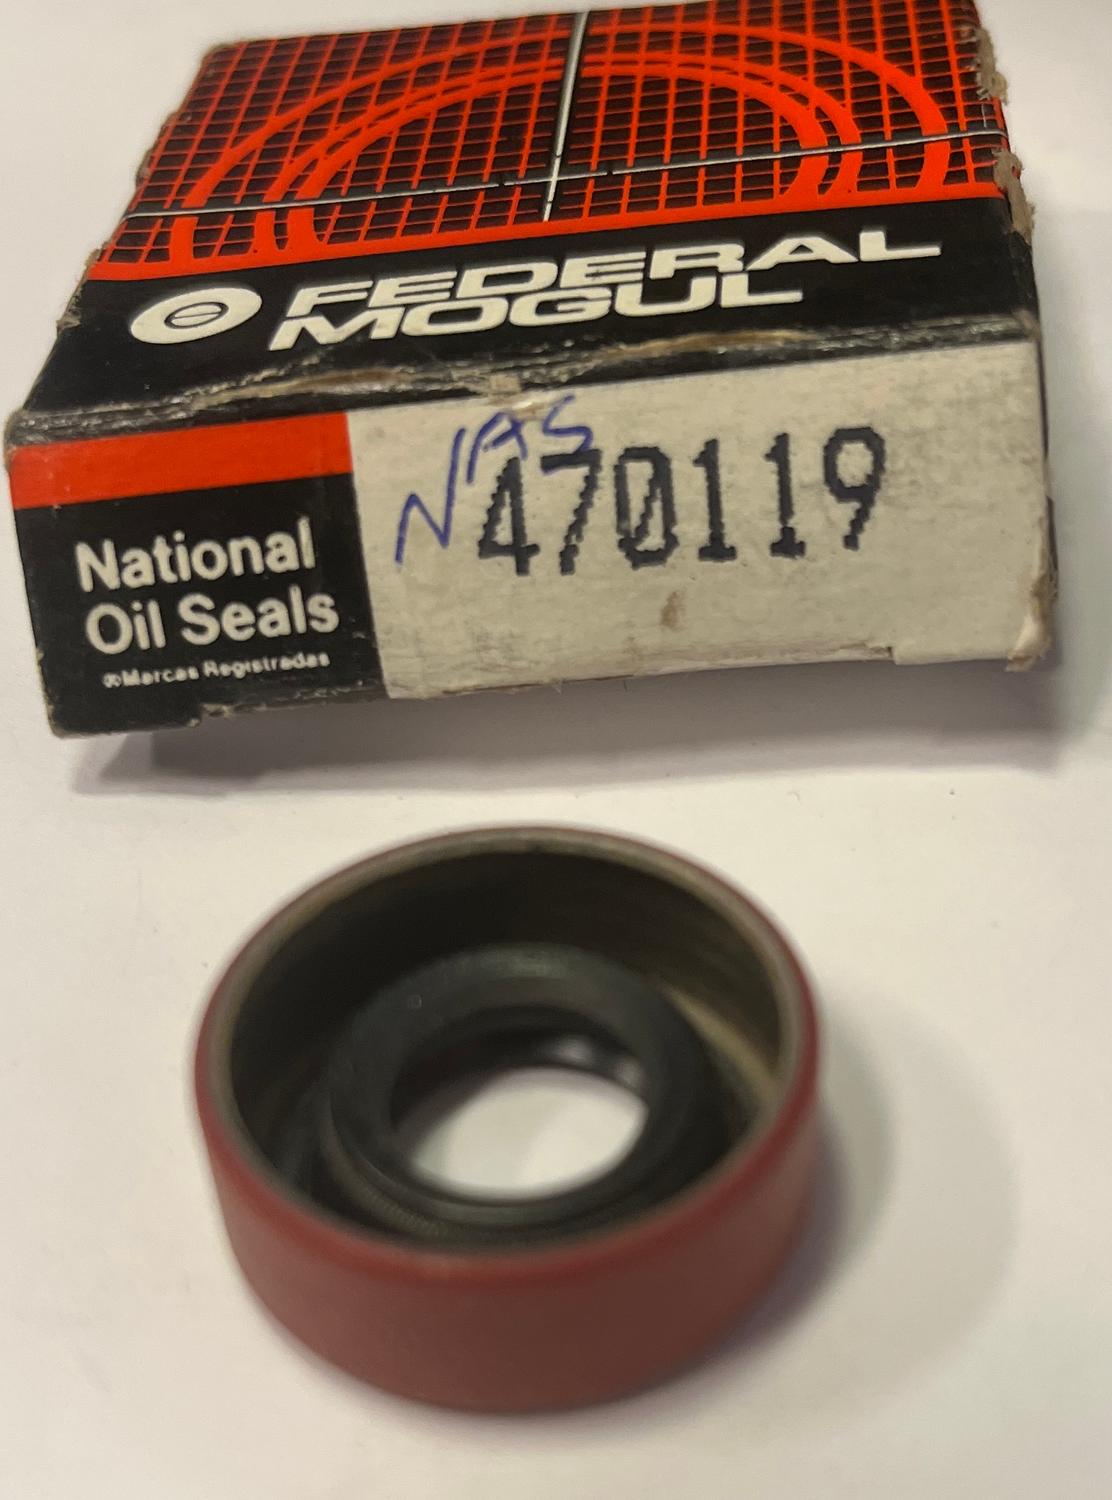 FEDERAL
MOGUL
NAS
470119
National
Oil Seals
® Marcas Registradas